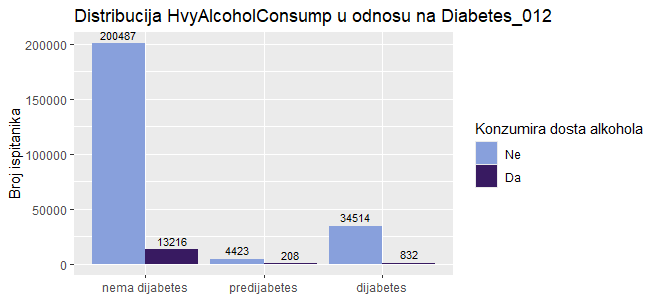 Distribucija HvyAlcoholConsump u odnosu na Diabetes_012
Broj ispitanika
200000
150000
100000
50000
0
200487
13216
4423
208
34514
832
nema dijabetes
predijabetes
dijabetes
Konzumira dosta alkohola
Ne
Da